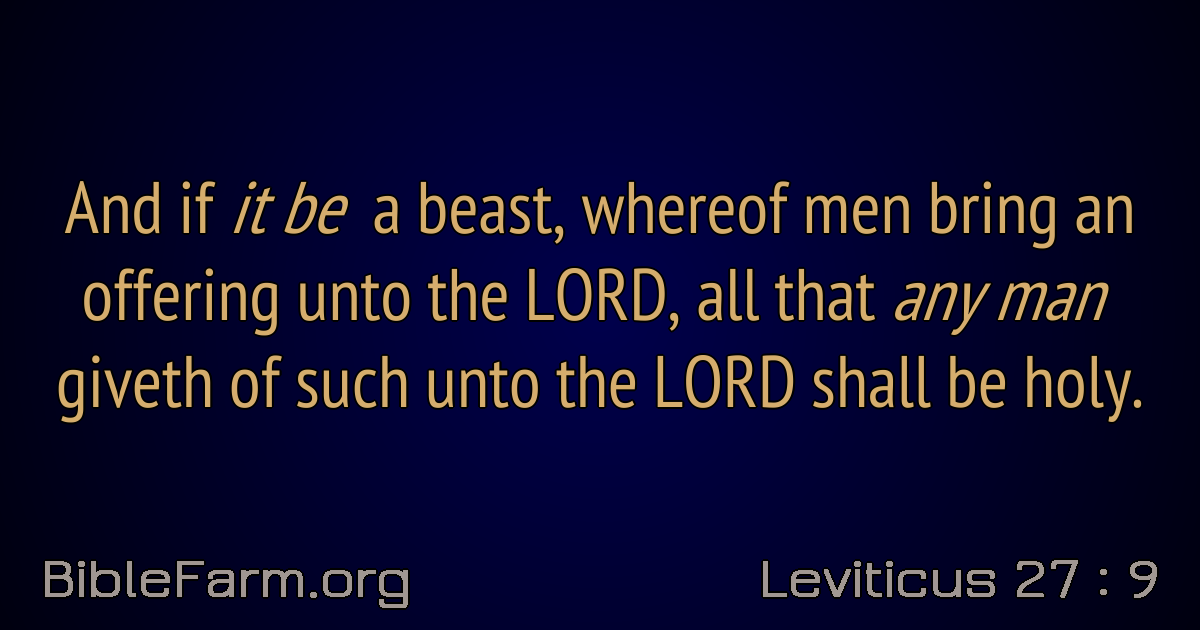 And if it be a beast, whereof men bring an
offering unto the LORD, all that any man
giveth of such unto the LORD shall be holy.
BibleFarm.org
Leviticus 27 : 9